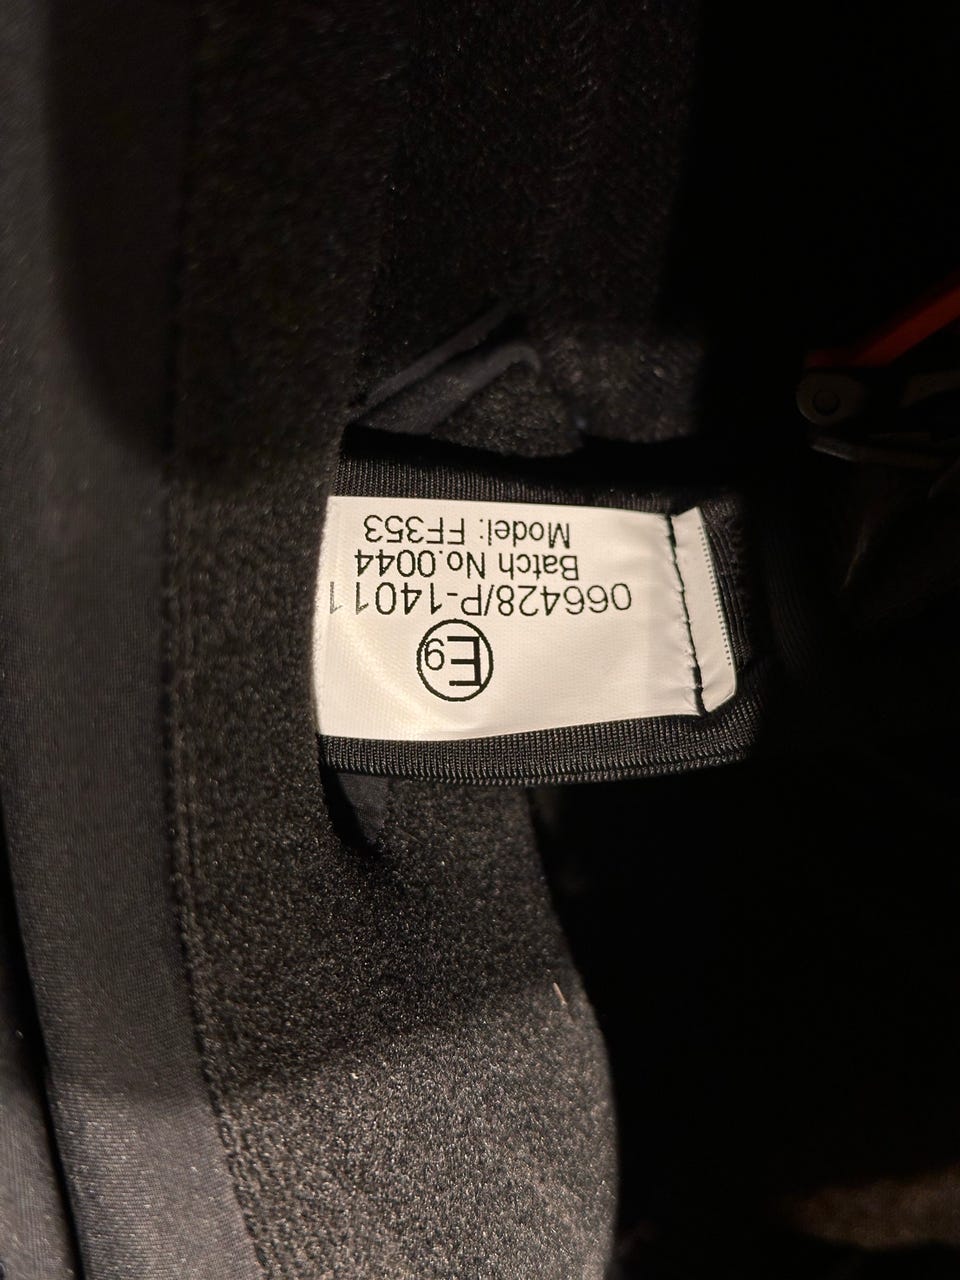 E9
066428/P-14011
Batch No.0044
Model: FF353